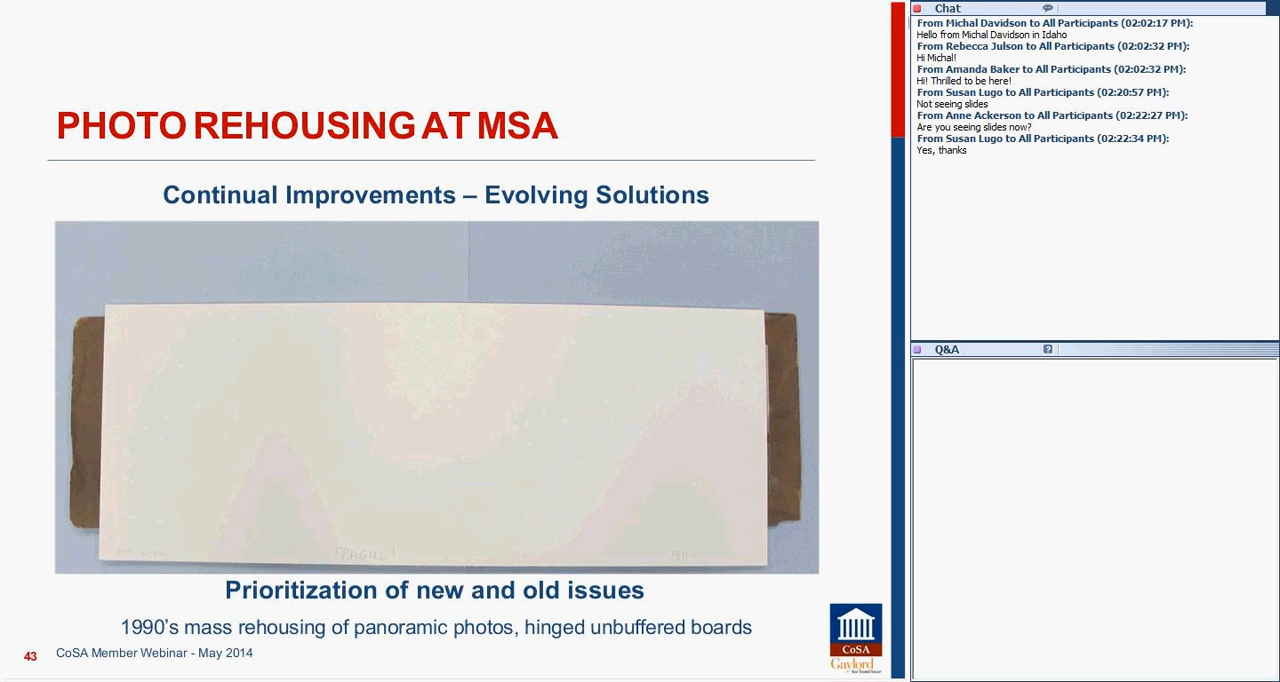 PHOTO REHOUSING AT MSA
Continual Improvements – Evolving Solutions
FRAGILE!
Prioritization of new and old issues
1990's mass rehousing of panoramic photos, hinged unbuffered boards
43
CoSA Member Webinar - May 2014
CoSA
Gaylord
Chat
From Michal Davidson to All Participants (02:02:17 PM):
Hello from Michal Davidson in Idaho
From Rebecca Julson to All Participants (02:02:32 PM):
Hi Michal!
From Amanda Baker to All Participants (02:02:32 PM):
Hi! Thrilled to be here!
From Susan Lugo to All Participants (02:20:57 PM):
Not seeing slides
From Anne Ackerson to All Participants (02:22:27 PM):
Are you seeing slides now?
From Susan Lugo to All Participants (02:22:34 PM):
Yes, thanks
Q&A
?